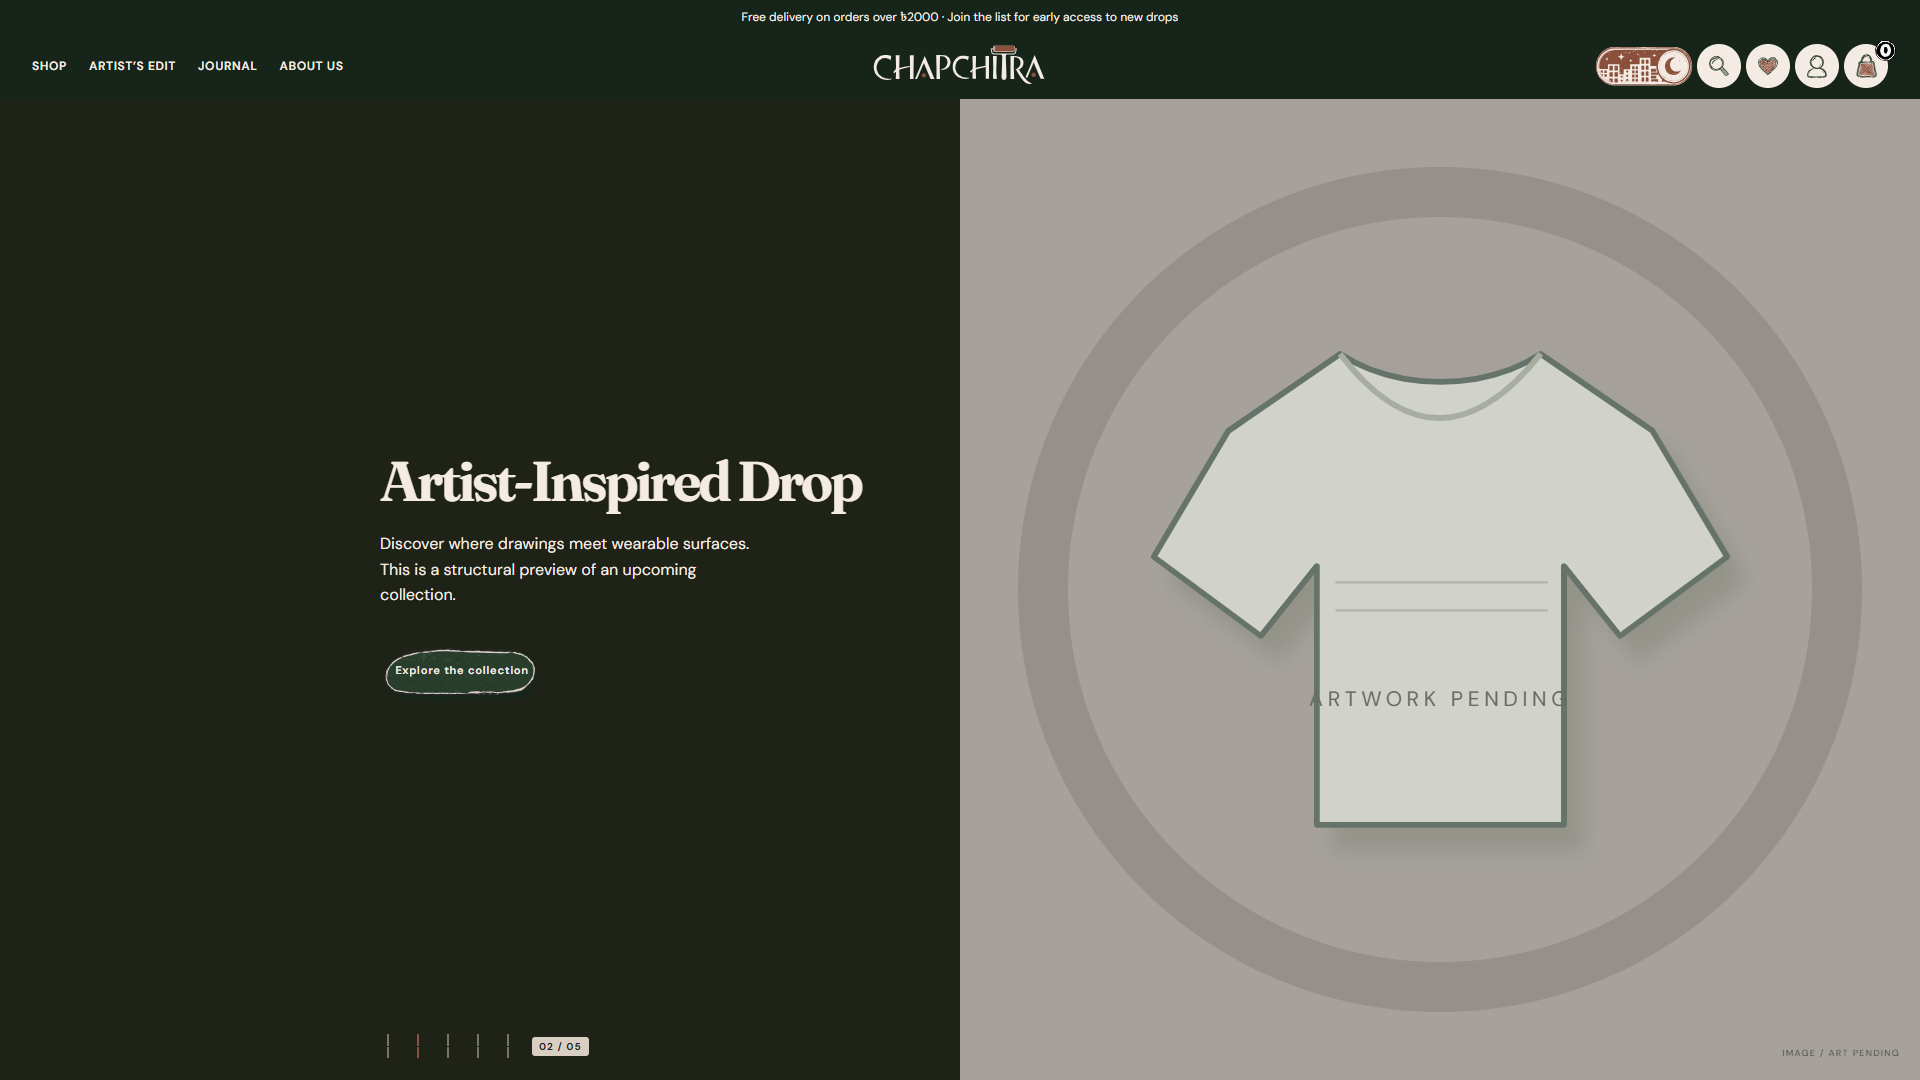 Free delivery on orders over ৳2000 · Join the list for early access to new drops
SHOP
ARTIST'S EDIT
JOURNAL
ABOUT US
CHAPCHITRA
0
Artist-Inspired Drop
Discover where drawings meet wearable surfaces.
This is a structural preview of an upcoming
collection.
Explore the collection
02 / 05
ARTWORK PENDING
IMAGE / ART PENDING